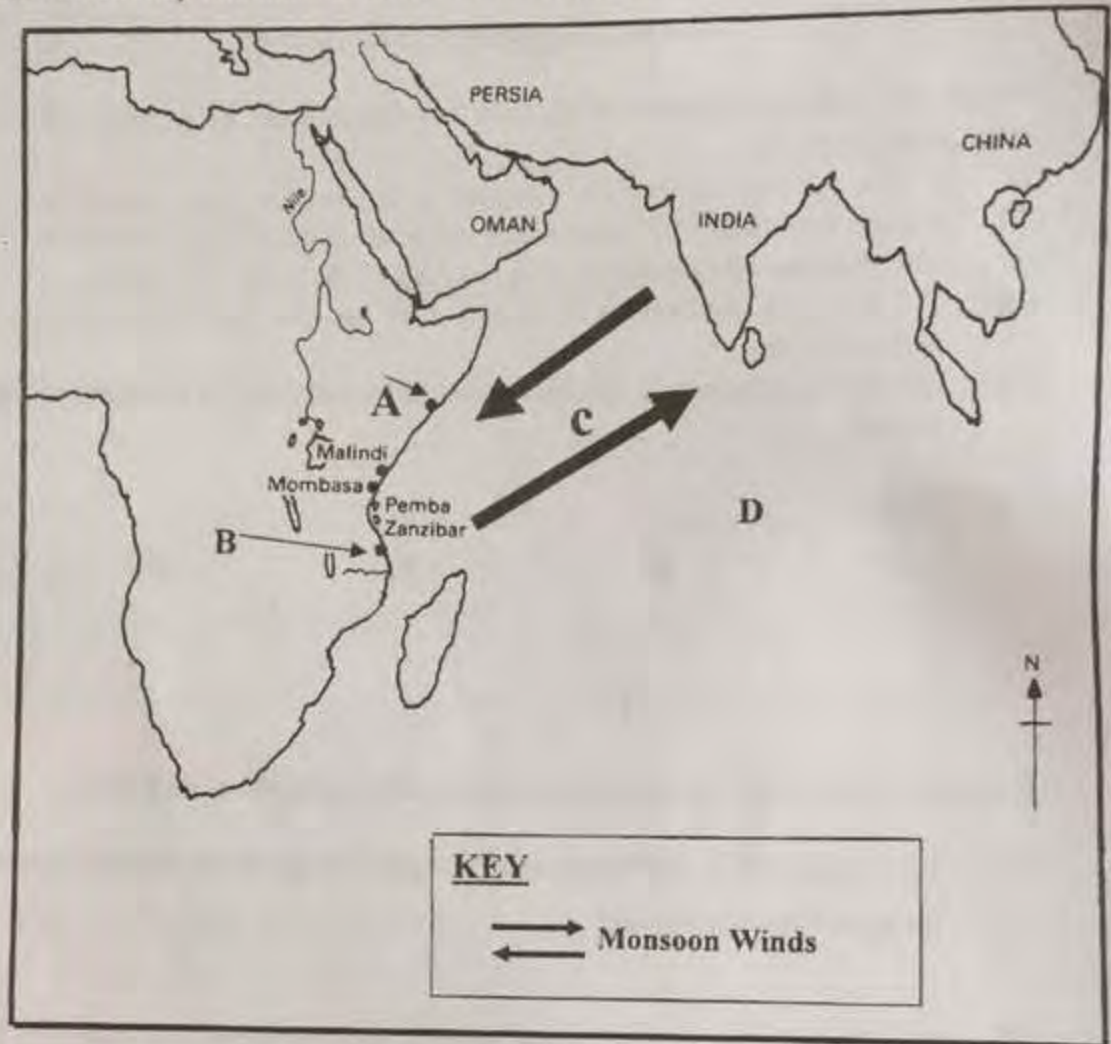 PERSIA
CHINA
Nile
OMAN
INDIA
A
C
Malindi
Mombasa
Pemba
Zanzibar
D
B
N
KEY
Monsoon Winds